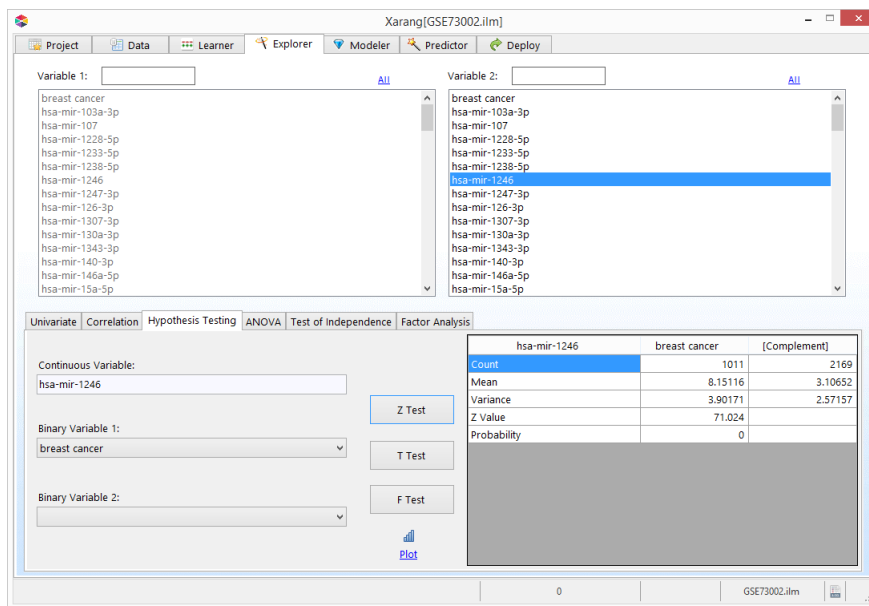 Xarang[GSE73002.ilm]
Project Data Learner Explorer Modeler Predictor Deploy
Variable 1: All Variable 2: All
breast cancer
hsa-mir-103a-3p
hsa-mir-107
hsa-mir-1228-5p
hsa-mir-1233-5p
hsa-mir-1238-5p
hsa-mir-1246
hsa-mir-1247-3p
hsa-mir-126-3p
hsa-mir-1307-3p
hsa-mir-130a-3p
hsa-mir-1343-3p
hsa-mir-140-3p
hsa-mir-146a-5p
hsa-mir-15a-5p
breast cancer
hsa-mir-103a-3p
hsa-mir-107
hsa-mir-1228-5p
hsa-mir-1233-5p
hsa-mir-1238-5p
hsa-mir-1246
hsa-mir-1247-3p
hsa-mir-126-3p
hsa-mir-1307-3p
hsa-mir-130a-3p
hsa-mir-1343-3p
hsa-mir-140-3p
hsa-mir-146a-5p
hsa-mir-15a-5p
Univariate Correlation Hypothesis Testing ANOVA Test of Independence Factor Analysis
Continuous Variable:
hsa-mir-1246
Binary Variable 1:
breast cancer
Binary Variable 2:
Z Test
T Test
F Test
Plot
hsa-mir-1246 breast cancer [Complement]
Count 1011 2169
Mean 8.15116 3.10652
Variance 3.90171 2.57157
Z Value 71.024
Probability 0
0 GSE73002.ilm